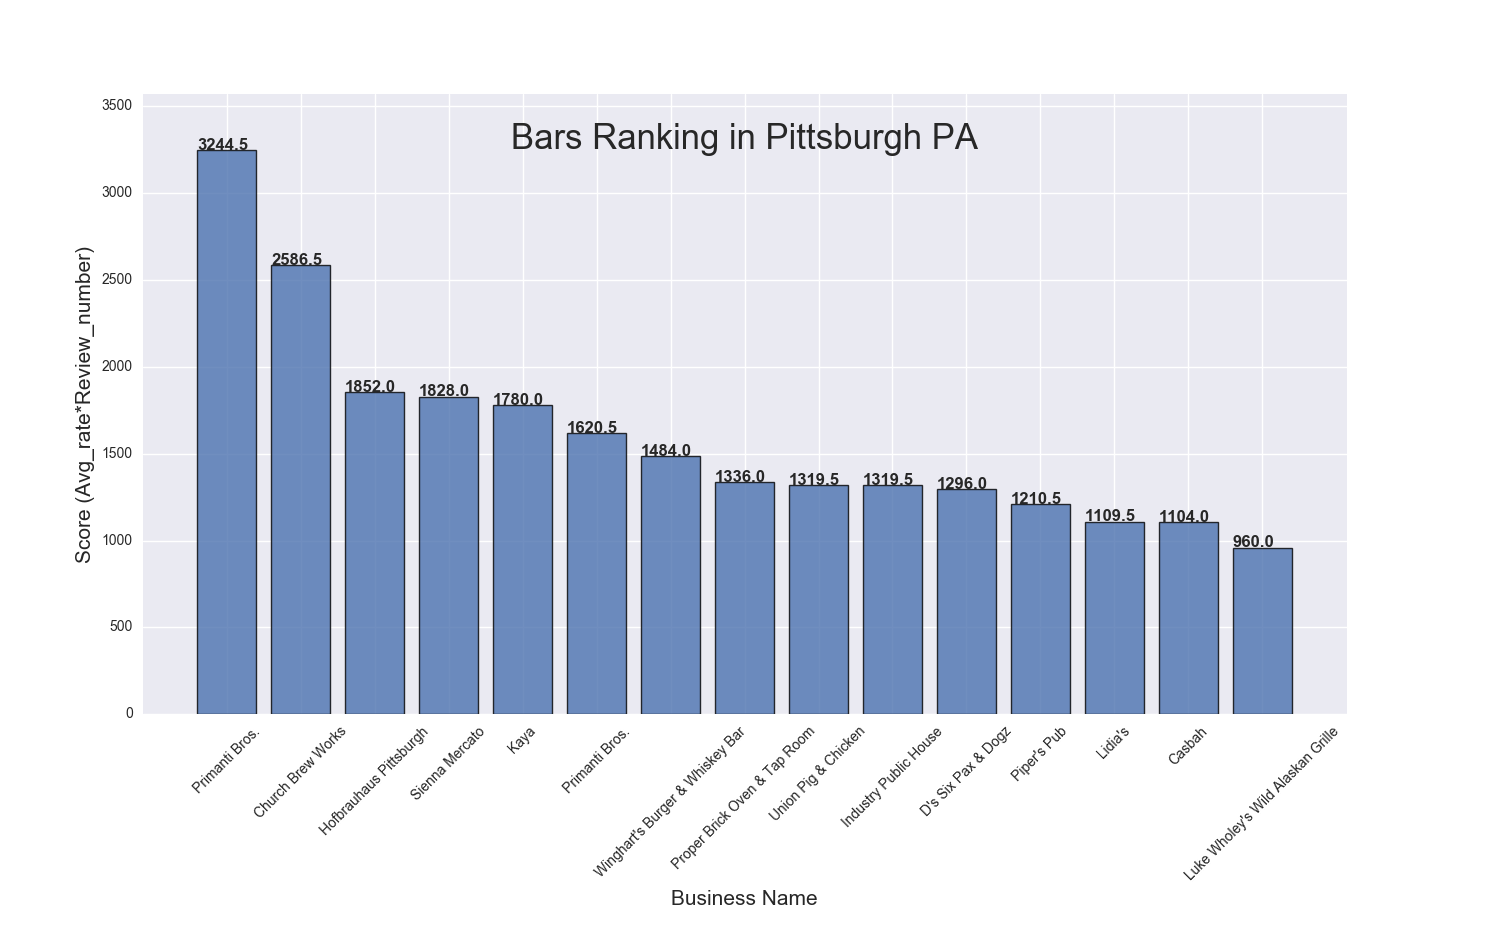 Bars Ranking in Pittsburgh PA
Score (Avg_rate*Review_number)
3500
3000
2500
2000
1500
1000
500
0
3244.5
2586.5
1852.0
1828.0
1780.0
1620.5
1484.0
1336.0
1319.5
1319.5
1296.0
1210.5
1109.5
1104.0
960.0
Primanti Bros.
Church Brew Works
Hofbrauhaus Pittsburgh
Sienna Mercato
Kaya
Primanti Bros.
Winghart's Burger & Whiskey Bar
Proper Brick Oven & Tap Room
Union Pig & Chicken
Industry Public House
D's Six Pax & Dogz
Piper's Pub
Lidia's
Casbah
Luke Wholey's Wild Alaskan Grille
Business Name